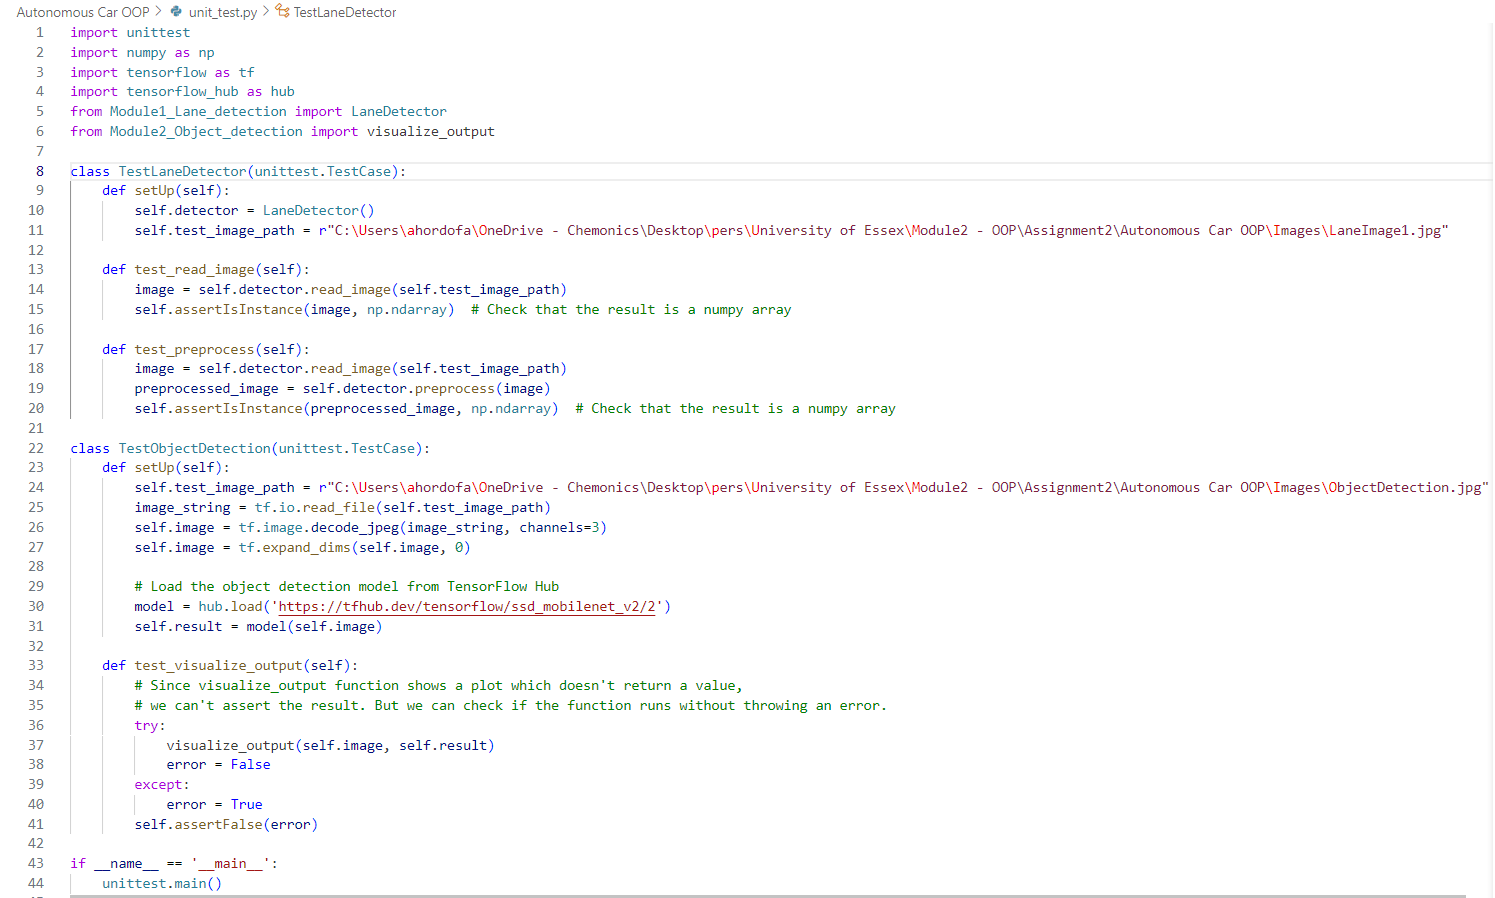 Autonomous Car OOP > unit_test.py > TestLaneDetector
1 import unittest
2 import numpy as np
3 import tensorflow as tf
4 import tensorflow_hub as hub
5 from Module1_Lane_detection import LaneDetector
6 from Module2_Object_detection import visualize_output
7
8 class TestLaneDetector(unittest.TestCase):
9     def setUp(self):
10         self.detector = LaneDetector()
11         self.test_image_path = r"C:\Users\ahordofa\OneDrive - Chemonics\Desktop\pers\University of Essex\Module2 - OOP\Assignment2\Autonomous Car OOP\Images\LaneImage1.jpg"
12
13     def test_read_image(self):
14         image = self.detector.read_image(self.test_image_path)
15         self.assertIsInstance(image, np.ndarray)  # Check that the result is a numpy array
16
17     def test_preprocess(self):
18         image = self.detector.read_image(self.test_image_path)
19         preprocessed_image = self.detector.preprocess(image)
20         self.assertIsInstance(preprocessed_image, np.ndarray)  # Check that the result is a numpy array
21
22 class TestObjectDetection(unittest.TestCase):
23     def setUp(self):
24         self.test_image_path = r"C:\Users\ahordofa\OneDrive - Chemonics\Desktop\pers\University of Essex\Module2 - OOP\Assignment2\Autonomous Car OOP\Images\ObjectDetection.jpg"
25         image_string = tf.io.read_file(self.test_image_path)
26         self.image = tf.image.decode_jpeg(image_string, channels=3)
27         self.image = tf.expand_dims(self.image, 0)
28
29         # Load the object detection model from TensorFlow Hub
30         model = hub.load('https://tfhub.dev/tensorflow/ssd_mobilenet_v2/2')
31         self.result = model(self.image)
32
33     def test_visualize_output(self):
34         # Since visualize_output function shows a plot which doesn't return a value,
35         # we can't assert the result. But we can check if the function runs without throwing an error.
36         try:
37             visualize_output(self.image, self.result)
38             error = False
39         except:
40             error = True
41         self.assertFalse(error)
42
43 if __name__ == '__main__':
44     unittest.main()